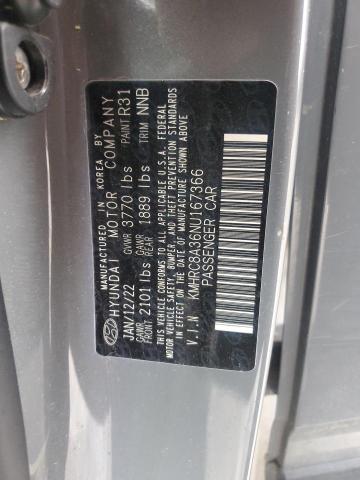 MADE IN KOREA BY
HYUNDAI MOTOR COMPANY
JAN/12/22 GVWR 3770 lbs PAINT R31
GAWR FRONT 2101 lbs GAWR REAR 1889 lbs TRIM NNB
THIS VEHICLE CONFORMS TO ALL APPLICABLE U.S.A. FEDERAL
MOTOR VEHICLE SAFETY, BUMPER, AND THEFT PREVENTION STANDARDS
IN EFFECT ON THE DATE OF MANUFACTURE SHOWN ABOVE.
V.I.N KMHRC8A36NU167366
PASSENGER CAR